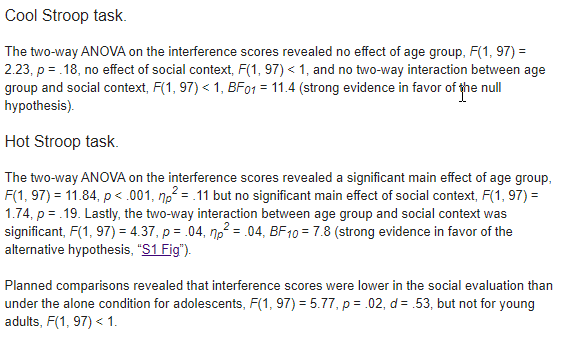 Cool Stroop task.
The two-way ANOVA on the interference scores revealed no effect of age group, F(1, 97) =
2.23, p = .18, no effect of social context, F(1, 97) < 1, and no two-way interaction between age
group and social context, F(1, 97) < 1, BF01 = 11.4 (strong evidence in favor of the null
hypothesis).
Hot Stroop task.
The two-way ANOVA on the interference scores revealed a significant main effect of age group,
F(1, 97) = 11.84, p < .001, ηp2 = .11 but no significant main effect of social context, F(1, 97) =
1.74, p = .19. Lastly, the two-way interaction between age group and social context was
significant, F(1, 97) = 4.37, p = .04, ηp2 = .04, BF10 = 7.8 (strong evidence in favor of the
alternative hypothesis, “S1 Fig”).
Planned comparisons revealed that interference scores were lower in the social evaluation than
under the alone condition for adolescents, F(1, 97) = 5.77, p = .02, d = .53, but not for young
adults, F(1, 97) < 1.